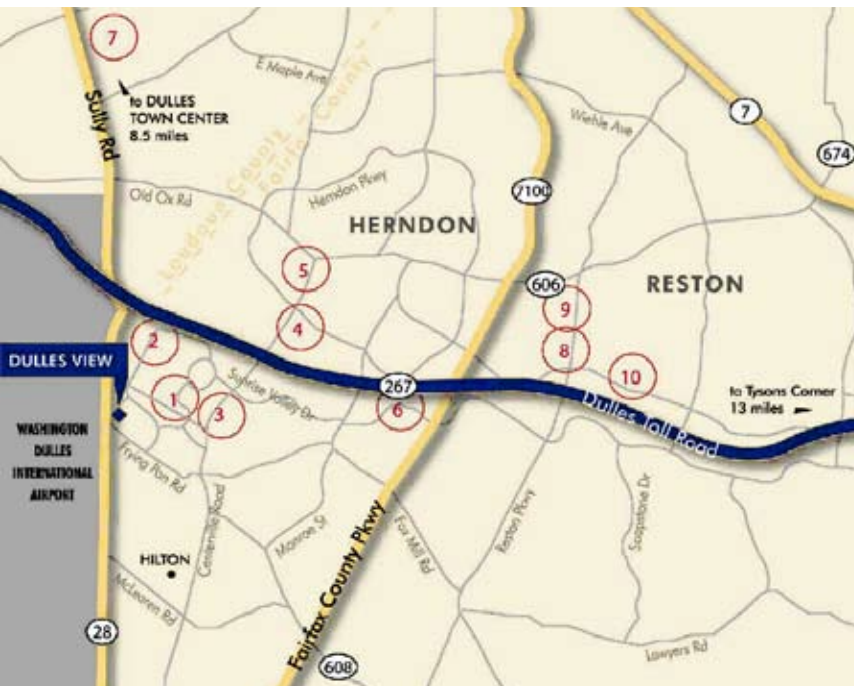 7
E Maple Ave
to DULLES
TOWN CENTER
8.5 miles
Sully Rd
Loudoun County
Fairfax County
Wiehle Ave
7
674
Old Ox Rd
Herndon Pkwy
7100
HERNDON
5
606
RESTON
9
4
2
8
DULLES VIEW
10
267
Sunrise Valley Dr
1
3
6
to Tysons Corner
13 miles
Dulles Toll Road
WASHINGTON
DULLES
INTERNATIONAL
AIRPORT
Frying Pan Rd
Centerville Road
Monroe St
Fox Mill Rd
Reston Pkwy
Soapstone Dr
HILTON
McLearen Rd
Fairfax County Pkwy
28
608
Lawyers Rd